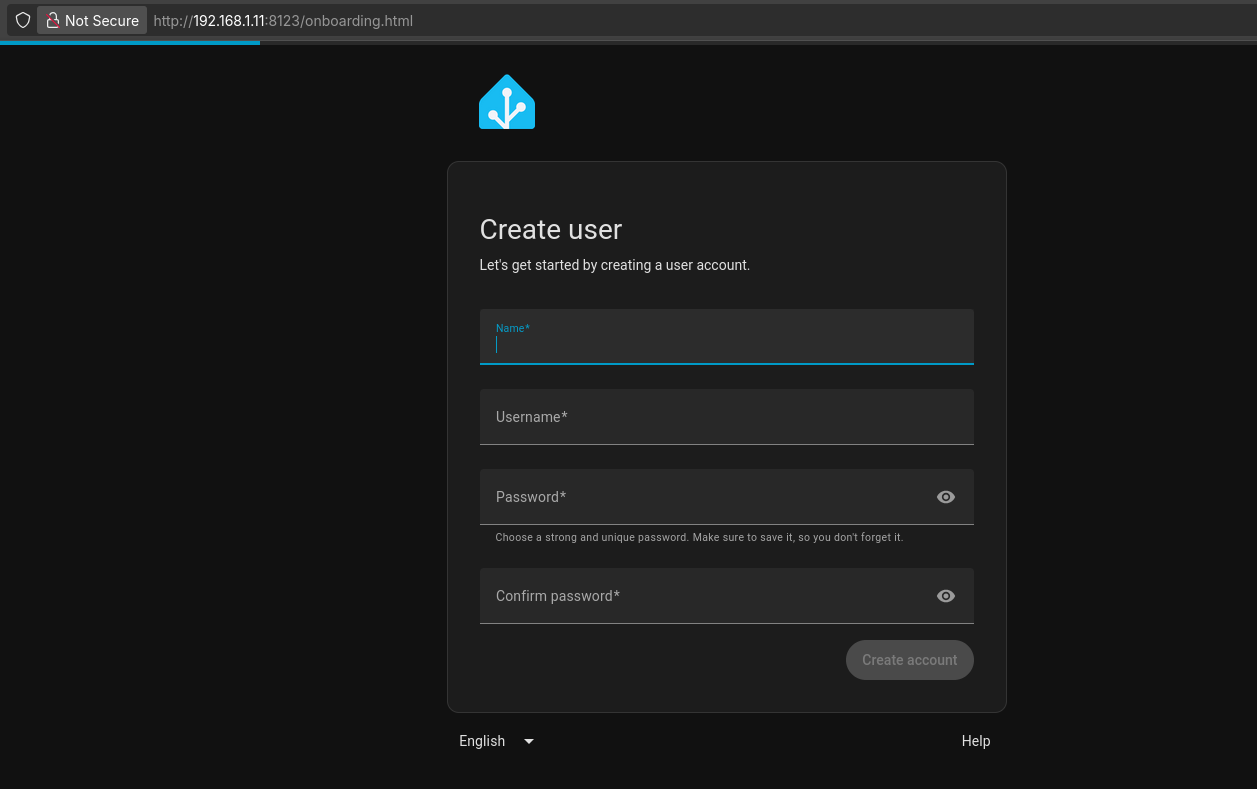 Not Secure http://192.168.1.11:8123/onboarding.html
Create user
Let's get started by creating a user account.
Name*
Username*
Password*
Choose a strong and unique password. Make sure to save it, so you don't forget it.
Confirm password*
Create account
English Help